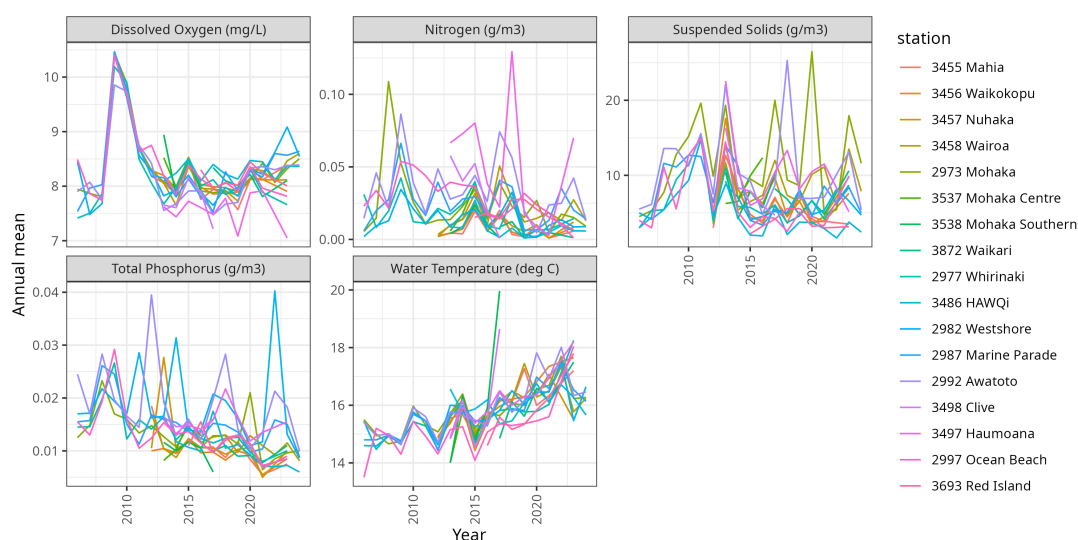 Dissolved Oxygen (mg/L)
Nitrogen (g/m3)
Suspended Solids (g/m3)
10
9
8
7
0.10
0.05
0.00
20
10
2010
2015
2020
Total Phosphorus (g/m3)
Water Temperature (deg C)
0.04
0.03
0.02
0.01
20
18
16
14
2010
2015
2020
2010
2015
2020
Annual mean
Year
station
3455 Mahia
3456 Waikokopu
3457 Nuhaka
3458 Wairoa
2973 Mohaka
3537 Mohaka Centre
3538 Mohaka Southern
3872 Waikari
2977 Whirinaki
3486 HAWQi
2982 Westshore
2987 Marine Parade
2992 Awatoto
3498 Clive
3497 Haumoana
2997 Ocean Beach
3693 Red Island